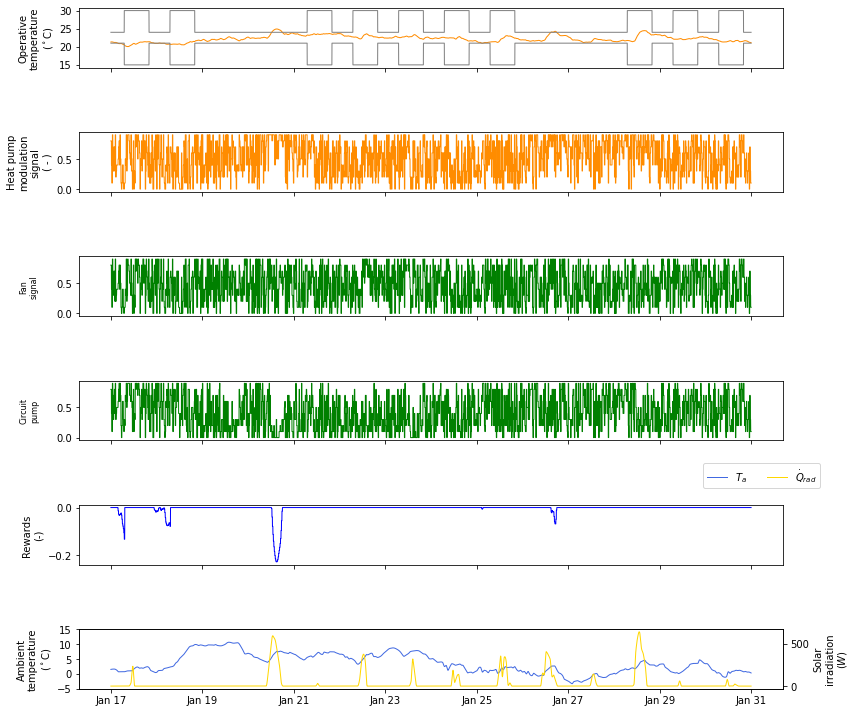 Operative
temperature
(°C)
30
25
20
15
Heat pump
modulation
signal
( - )
0.5
0.0
Fan
signal
0.5
0.0
Circuit
pump
0.5
0.0
T_a Q̇_rad
Rewards
(-)
0.0
−0.2
Ambient
temperature
(°C)
15
10
5
0
−5
500
0
Solar
irradiation
(W)
Jan 17 Jan 19 Jan 21 Jan 23 Jan 25 Jan 27 Jan 29 Jan 31